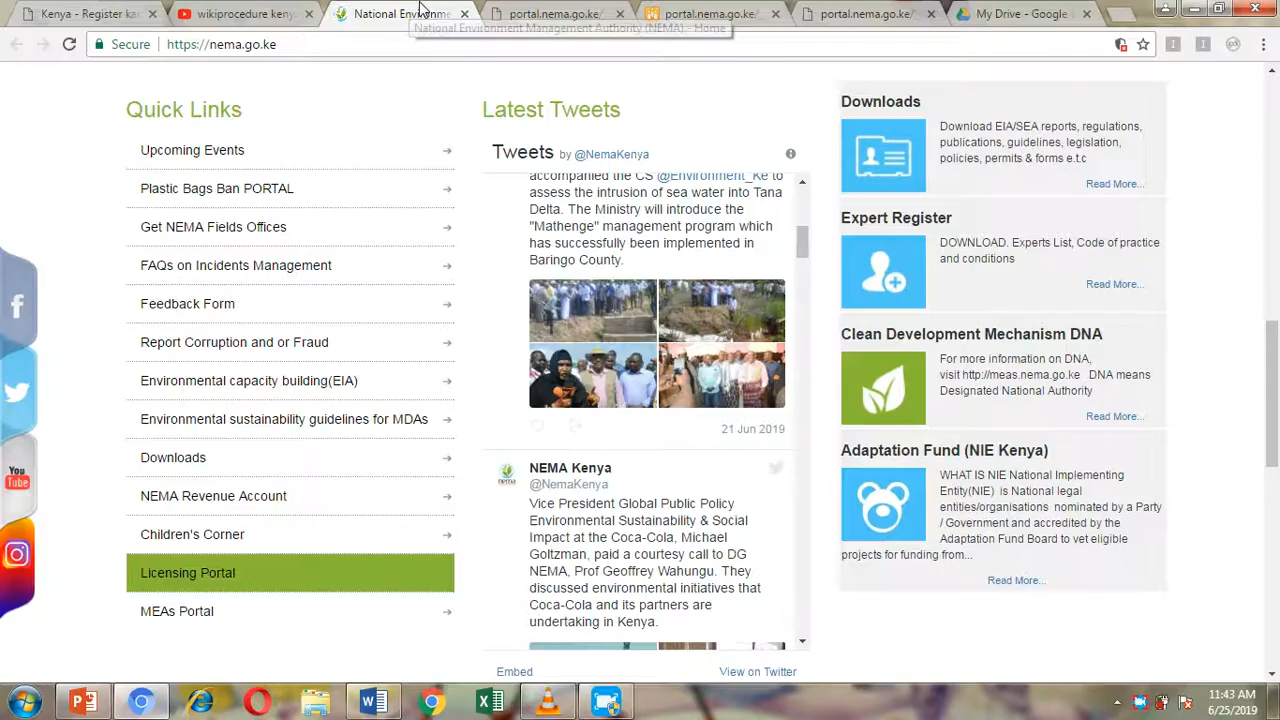 Kenya - Register ka
wikiprocedure keny
National Environme
portal.nema.go.ke/
portal.nema.go.ke/
portal.nema.go.ke/
My Drive - Google
National Environment Management Authority (NEMA) - Home
Secure
https://nema.go.ke
Quick Links
Upcoming Events
Plastic Bags Ban PORTAL
Get NEMA Fields Offices
FAQs on Incidents Management
Feedback Form
Report Corruption and or Fraud
Environmental capacity building(EIA)
Environmental sustainability guidelines for MDAs
Downloads
NEMA Revenue Account
Children's Corner
Licensing Portal
MEAs Portal
Latest Tweets
Tweets by @NemaKenya
accompanied the CS @Environment_Ke to
assess the intrusion of sea water into Tana
Delta. The Ministry will introduce the
"Mathenge" management program which
has successfully been implemented in
Baringo County.
21 Jun 2019
NEMA Kenya
@NemaKenya
nema
Vice President Global Public Policy
Environmental Sustainability & Social
Impact at the Coca-Cola, Michael
Goltzman, paid a courtesy call to DG
NEMA, Prof Geoffrey Wahungu. They
discussed environmental initiatives that
Coca-Cola and its partners are
undertaking in Kenya.
Embed
View on Twitter
Downloads
Download EIA/SEA reports, regulations,
publications, guidelines, legislation,
policies, permits & forms e.t.c
Read More...
Expert Register
DOWNLOAD. Experts List, Code of practice
and conditions
Read More...
Clean Development Mechanism DNA
For more information on DNA,
visit http://meas.nema.go.ke DNA means
Designated National Authority
Read More...
Adaptation Fund (NIE Kenya)
WHAT IS NIE National Implementing
Entity(NIE) is National legal
entities/organisations nominated by a Party
/ Government and accredited by the
Adaptation Fund Board to vet eligible
projects for funding from...
Read More...
You
Tube
11:43 AM
6/25/2019